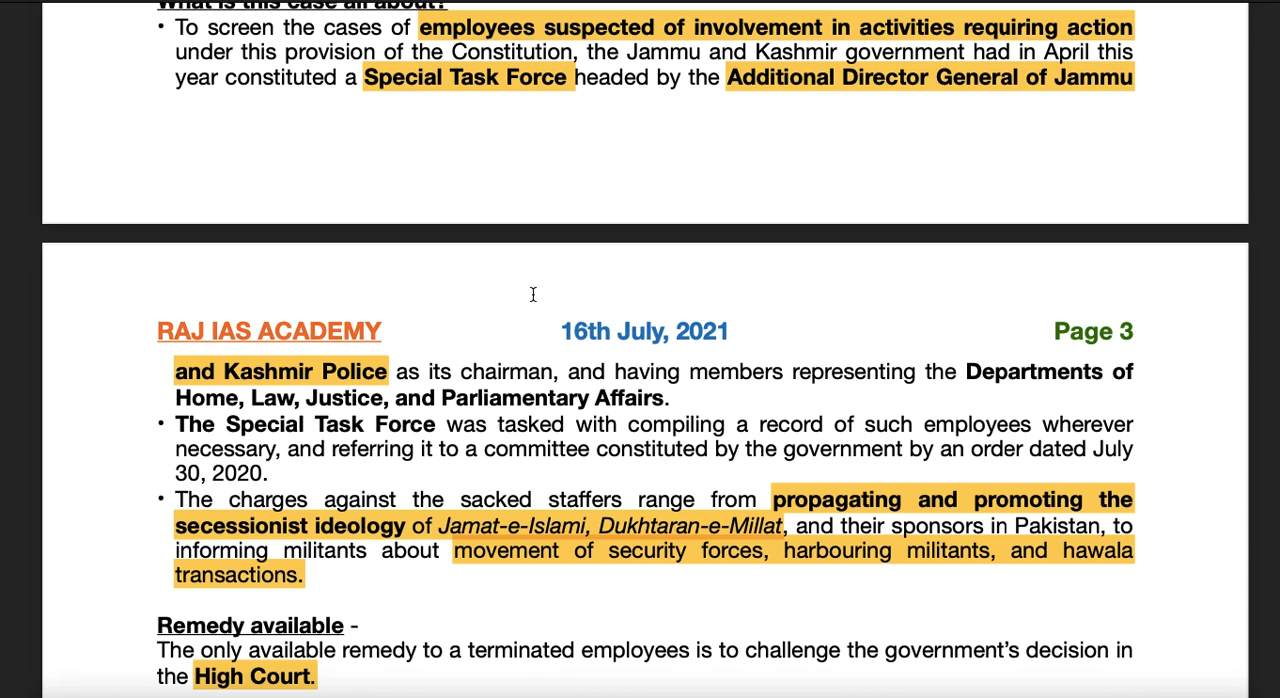 What is this case all about?
• To screen the cases of employees suspected of involvement in activities requiring action
under this provision of the Constitution, the Jammu and Kashmir government had in April this
year constituted a Special Task Force headed by the Additional Director General of Jammu
RAJ IAS ACADEMY 16th July, 2021 Page 3
and Kashmir Police as its chairman, and having members representing the Departments of
Home, Law, Justice, and Parliamentary Affairs.
• The Special Task Force was tasked with compiling a record of such employees wherever
necessary, and referring it to a committee constituted by the government by an order dated July
30, 2020.
• The charges against the sacked staffers range from propagating and promoting the
secessionist ideology of Jamat-e-Islami, Dukhtaran-e-Millat, and their sponsors in Pakistan, to
informing militants about movement of security forces, harbouring militants, and hawala
transactions.
Remedy available -
The only available remedy to a terminated employees is to challenge the government's decision in
the High Court.